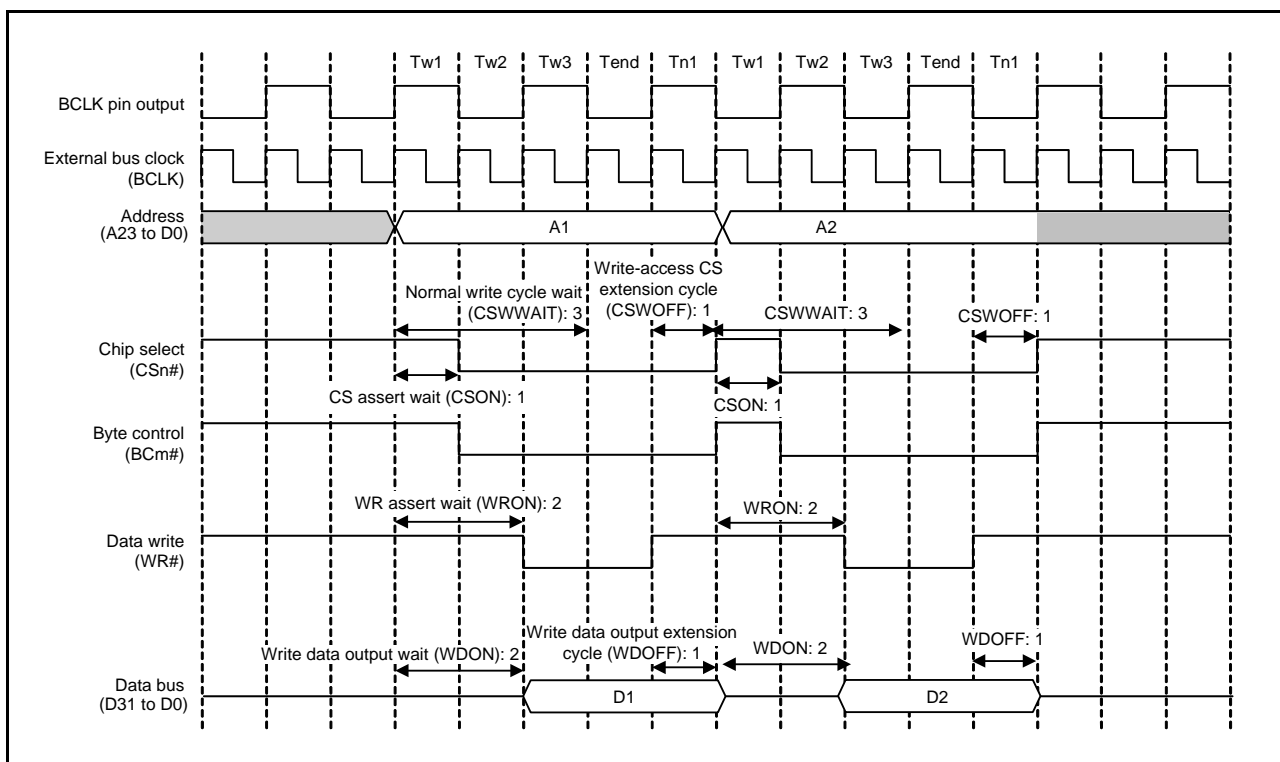 Tw1 Tw2 Tw3 Tend Tn1 Tw1 Tw2 Tw3 Tend Tn1
BCLK pin output
External bus clock
(BCLK)
Address
(A23 to D0)
A1
A2
Write-access CS
extension cycle
(CSWOFF): 1
Normal write cycle wait
(CSWWAIT): 3
CSWWAIT: 3
CSWOFF: 1
Chip select
(CSn#)
CS assert wait (CSON): 1
CSON: 1
Byte control
(BCm#)
WR assert wait (WRON): 2
WRON: 2
Data write
(WR#)
Write data output wait (WDON): 2
Write data output extension
cycle (WDOFF): 1
WDON: 2
WDOFF: 1
Data bus
(D31 to D0)
D1
D2